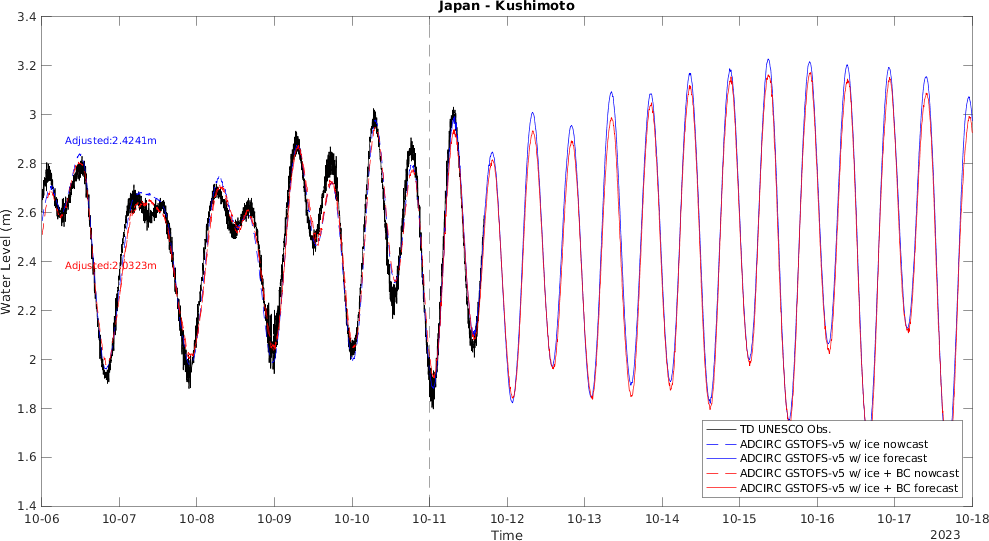 Japan - Kushimoto
3.4
3.2
3
2.8
2.6
2.4
2.2
2
1.8
1.6
1.4
Water Level (m)
Adjusted:2.4241m
Adjusted:2.0323m
TD UNESCO Obs.
ADCIRC GSTOFS-v5 w/ ice nowcast
ADCIRC GSTOFS-v5 w/ ice forecast
ADCIRC GSTOFS-v5 w/ ice + BC nowcast
ADCIRC GSTOFS-v5 w/ ice + BC forecast
10-06 10-07 10-08 10-09 10-10 10-11 10-12 10-13 10-14 10-15 10-16 10-17 10-18
Time
2023